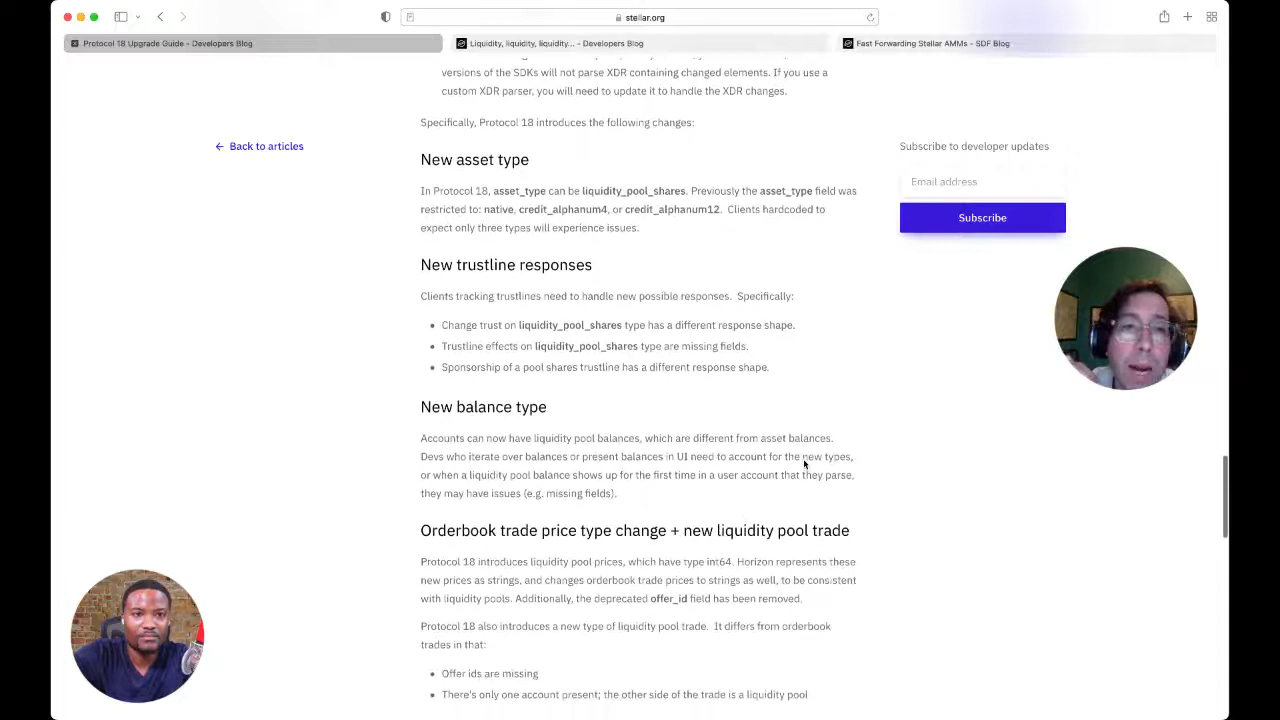 stellar.org
Protocol 18 Upgrade Guide - Developers Blog
Liquidity, liquidity, liquidity... - Developers Blog
Fast Forwarding Stellar AMMs - SDF Blog
versions of the SDKs will not parse XDR containing changed elements. If you use a
custom XDR parser, you will need to update it to handle the XDR changes.
Specifically, Protocol 18 introduces the following changes:
← Back to articles
Subscribe to developer updates
Email address
Subscribe
New asset type
In Protocol 18, asset_type can be liquidity_pool_shares. Previously the asset_type field was
restricted to: native, credit_alphanum4, or credit_alphanum12. Clients hardcoded to
expect only three types will experience issues.
New trustline responses
Clients tracking trustlines need to handle new possible responses. Specifically:
• Change trust on liquidity_pool_shares type has a different response shape.
• Trustline effects on liquidity_pool_shares type are missing fields.
• Sponsorship of a pool shares trustline has a different response shape.
New balance type
Accounts can now have liquidity pool balances, which are different from asset balances.
Devs who iterate over balances or present balances in UI need to account for the new types,
or when a liquidity pool balance shows up for the first time in a user account that they parse,
they may have issues (e.g. missing fields).
Orderbook trade price type change + new liquidity pool trade
Protocol 18 introduces liquidity pool prices, which have type int64. Horizon represents these
new prices as strings, and changes orderbook trade prices to strings as well, to be consistent
with liquidity pools. Additionally, the deprecated offer_id field has been removed.
Protocol 18 also introduces a new type of liquidity pool trade. It differs from orderbook
trades in that:
• Offer ids are missing
• There's only one account present; the other side of the trade is a liquidity pool